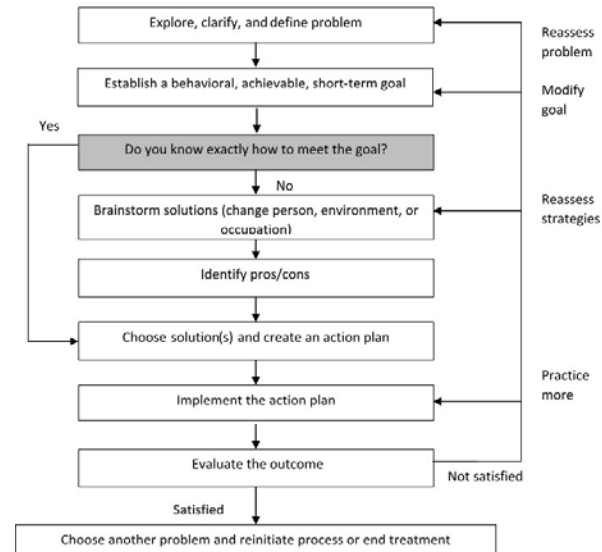 Explore, clarify, and define problem
Reassess
problem
Establish a behavioral, achievable, short-term goal
Modify
goal
Yes
Do you know exactly how to meet the goal?
No
Brainstorm solutions (change person, environment, or
occupation)
Reassess
strategies
Identify pros/cons
Choose solution(s) and create an action plan
Implement the action plan
Practice
more
Evaluate the outcome
Not satisfied
Satisfied
Choose another problem and reinitiate process or end treatment